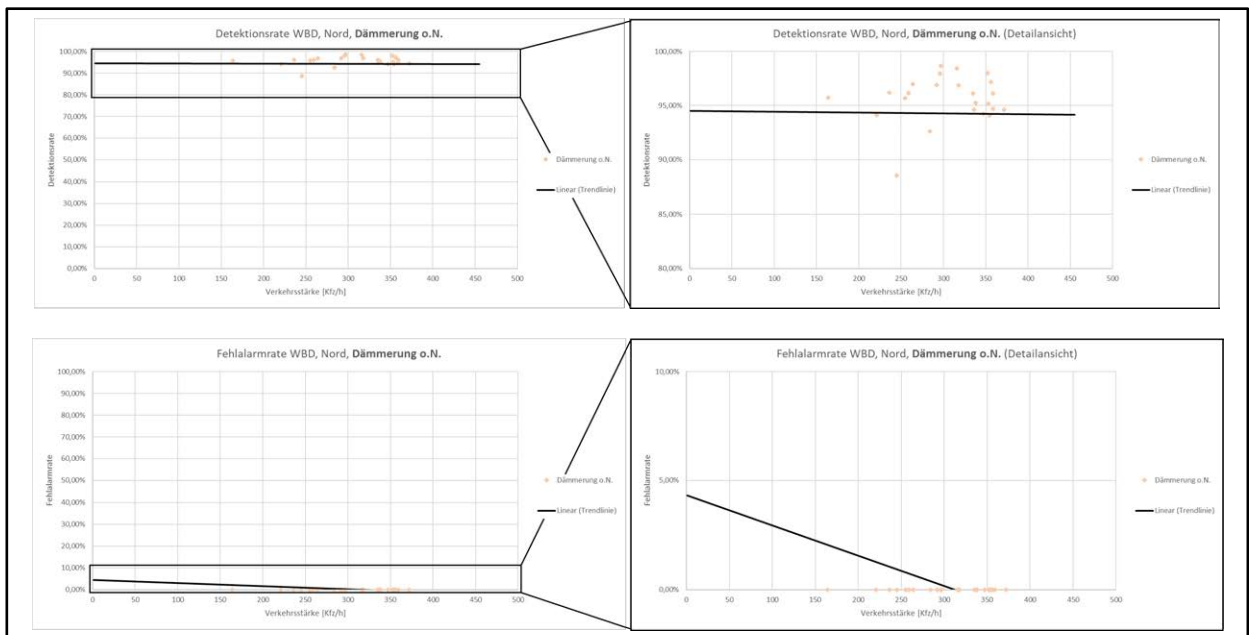 Detektionsrate WBD, Nord, Dämmerung o.N.
100,00%
90,00%
80,00%
70,00%
60,00%
50,00%
40,00%
30,00%
20,00%
10,00%
0,00%
Detektionsrate
0 50 100 150 200 250 300 350 400 450 500
Verkehrsstärke [Kfz/h]
Dämmerung o.N.
Linear (Trendlinie)
Detektionsrate WBD, Nord, Dämmerung o.N. (Detailansicht)
100,00%
95,00%
90,00%
85,00%
80,00%
Detektionsrate
0 50 100 150 200 250 300 350 400 450 500
Verkehrsstärke [Kfz/h]
Dämmerung o.N.
Linear (Trendlinie)
Fehlalarmrate WBD, Nord, Dämmerung o.N.
100,00%
90,00%
80,00%
70,00%
60,00%
50,00%
40,00%
30,00%
20,00%
10,00%
0,00%
Fehlalarmrate
0 50 100 150 200 250 300 350 400 450 500
Verkehrsstärke [Kfz/h]
Dämmerung o.N.
Linear (Trendlinie)
Fehlalarmrate WBD, Nord, Dämmerung o.N. (Detailansicht)
10,00%
5,00%
0,00%
Fehlalarmrate
0 50 100 150 200 250 300 350 400 450 500
Verkehrsstärke [Kfz/h]
Dämmerung o.N.
Linear (Trendlinie)